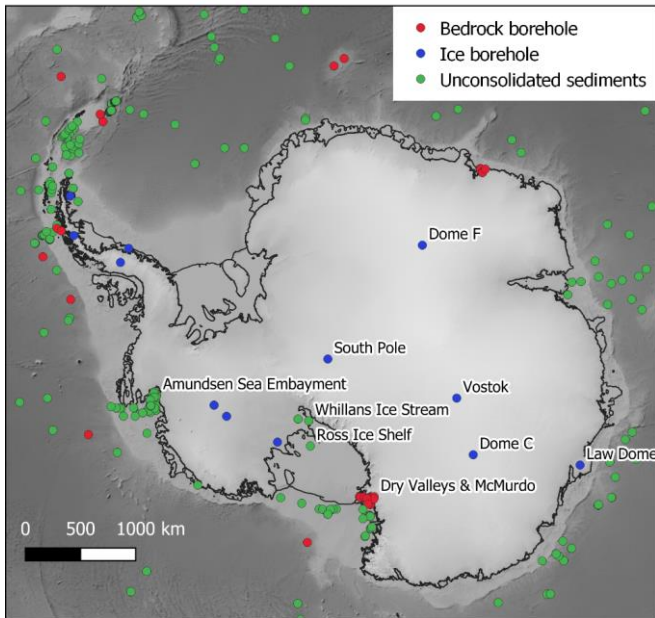 Bedrock borehole
Ice borehole
Unconsolidated sediments
Dome F
South Pole
Amundsen Sea Embayment
Vostok
Whillans Ice Stream
Ross Ice Shelf
Dome C
Law Dome
Dry Valleys & McMurdo
0 500 1000 km